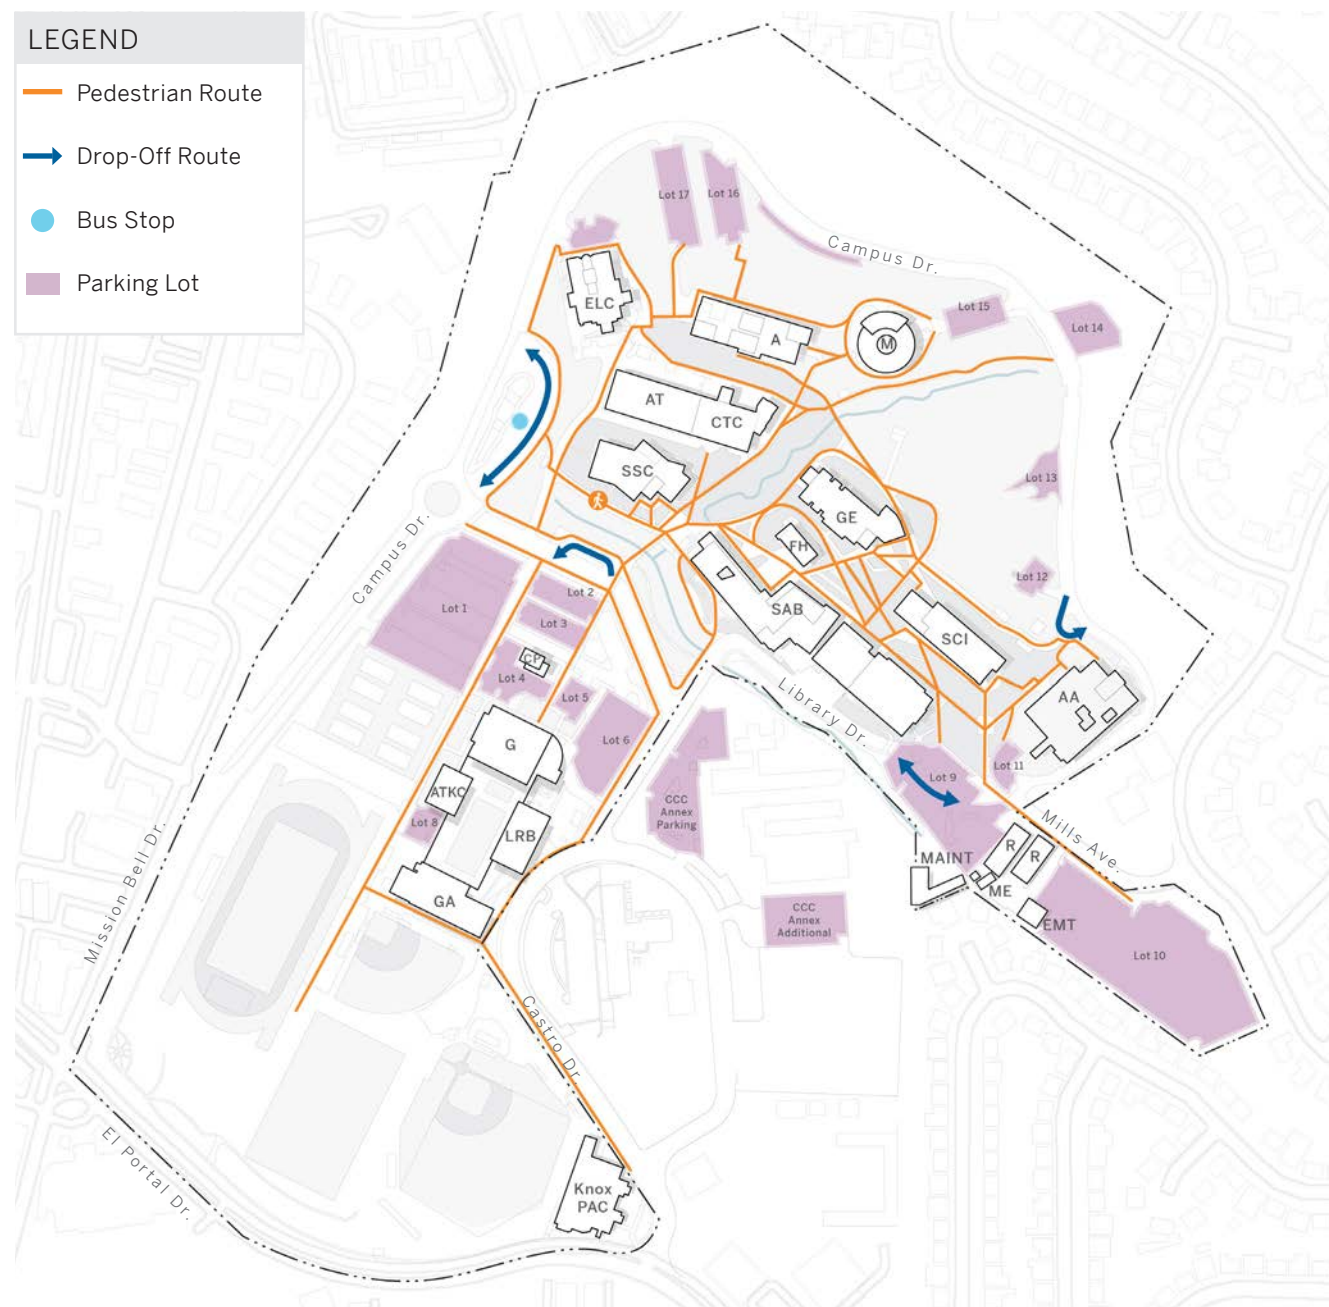 LEGEND
Pedestrian Route
Drop-Off Route
Bus Stop
Parking Lot
Lot 17
Lot 16
Campus Dr.
ELC
Lot 15
Lot 14
A
M
AT
CTC
SSC
Lot 13
GE
Campus Dr.
FH
Lot 12
Lot 2
Lot 1
Lot 3
SAB
SCI
CP
Lot 4
Lot 5
AA
Library Dr.
G
Lot 6
Lot 11
Lot 9
ATKC
CCC
Annex
Parking
Lot 8
LRB
Mills Ave
R
R
MAINT
ME
Mission Bell Dr.
GA
CCC
Annex
Additional
EMT
Lot 10
Castro Dr.
El Portal Dr.
Knox
PAC